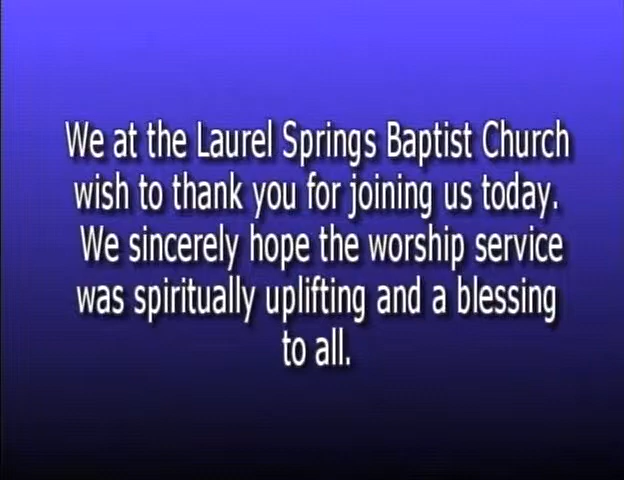 We at the Laurel Springs Baptist Church
wish to thank you for joining us today.
We sincerely hope the worship service
was spiritually uplifting and a blessing
to all.